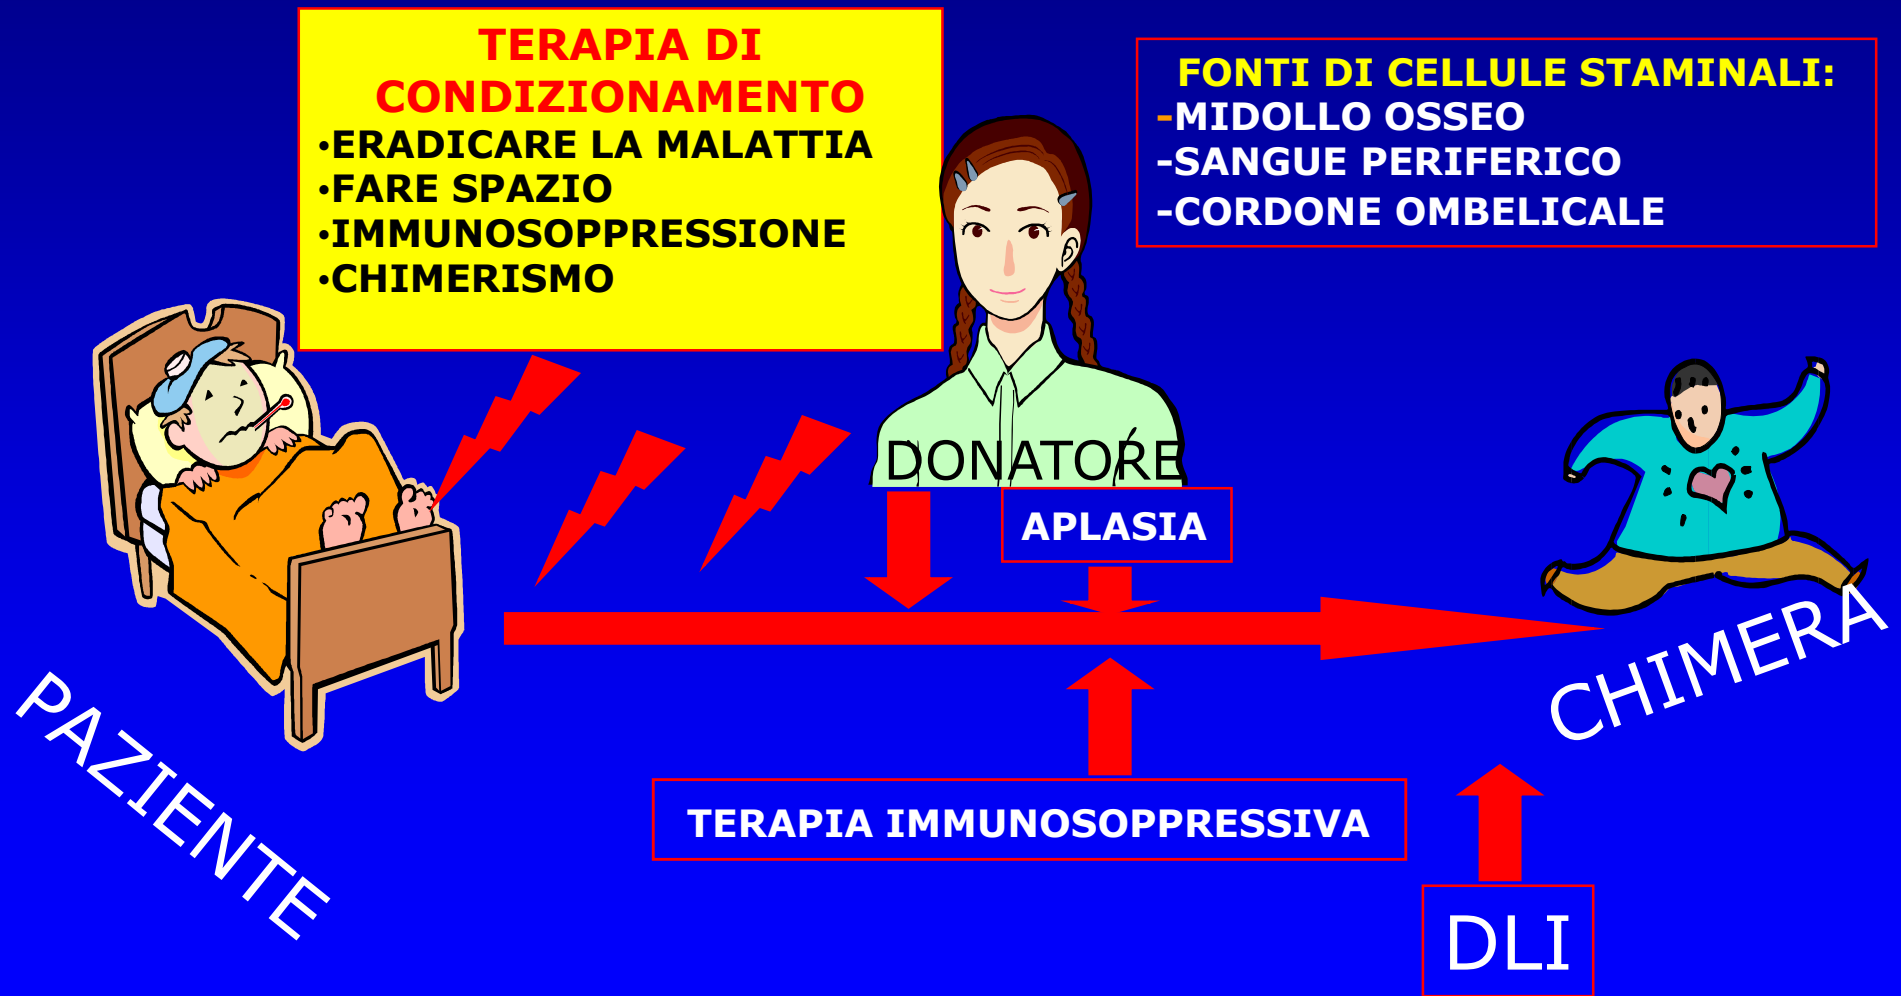 TERAPIA DI
CONDIZIONAMENTO
•ERADICARE LA MALATTIA
•FARE SPAZIO
•IMMUNOSOPPRESSIONE
•CHIMERISMO
FONTI DI CELLULE STAMINALI:
-MIDOLLO OSSEO
-SANGUE PERIFERICO
-CORDONE OMBELICALE
DONATORE
APLASIA
PAZIENTE
CHIMERA
TERAPIA IMMUNOSOPPRESSIVA
DLI